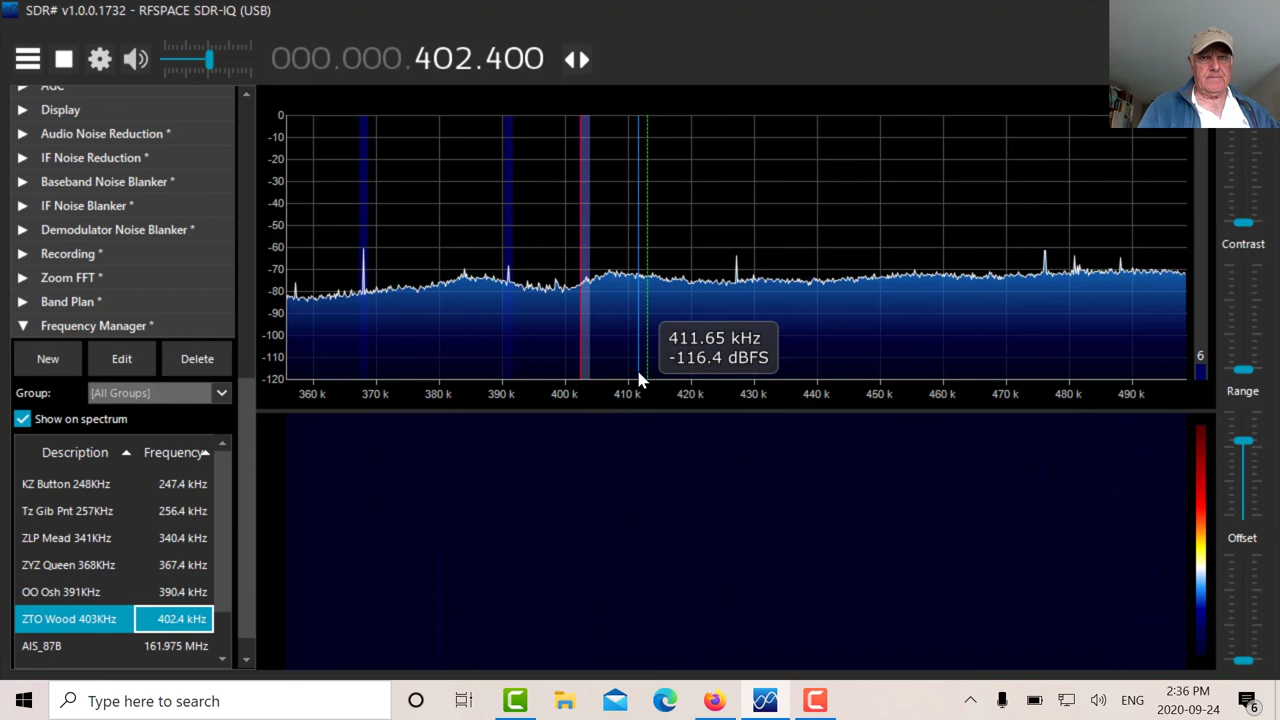 SDR# v1.0.0.1732 - RFSPACE SDR-IQ (USB)
000.000.402.400
AGC
Display
Audio Noise Reduction *
IF Noise Reduction *
Baseband Noise Blanker *
IF Noise Blanker *
Demodulator Noise Blanker *
Recording *
Zoom FFT *
Band Plan *
Frequency Manager *
New Edit Delete
Group: [All Groups]
Show on spectrum
Description Frequency
KZ Button 248KHz 247.4 kHz
Tz Gib Pnt 257KHz 256.4 kHz
ZLP Mead 341KHz 340.4 kHz
ZYZ Queen 368KHz 367.4 kHz
OO Osh 391KHz 390.4 kHz
ZTO Wood 403KHz 402.4 kHz
AIS_87B 161.975 MHz
0
-10
-20
-30
-40
-50
-60
-70
-80
-90
-100
-110
-120
360 k 370 k 380 k 390 k 400 k 410 k 420 k 430 k 440 k 450 k 460 k 470 k 480 k 490 k
411.65 kHz
-116.4 dBFS
6
Contrast
Range
Offset
Type here to search
ENG
2:36 PM
2020-09-24
6